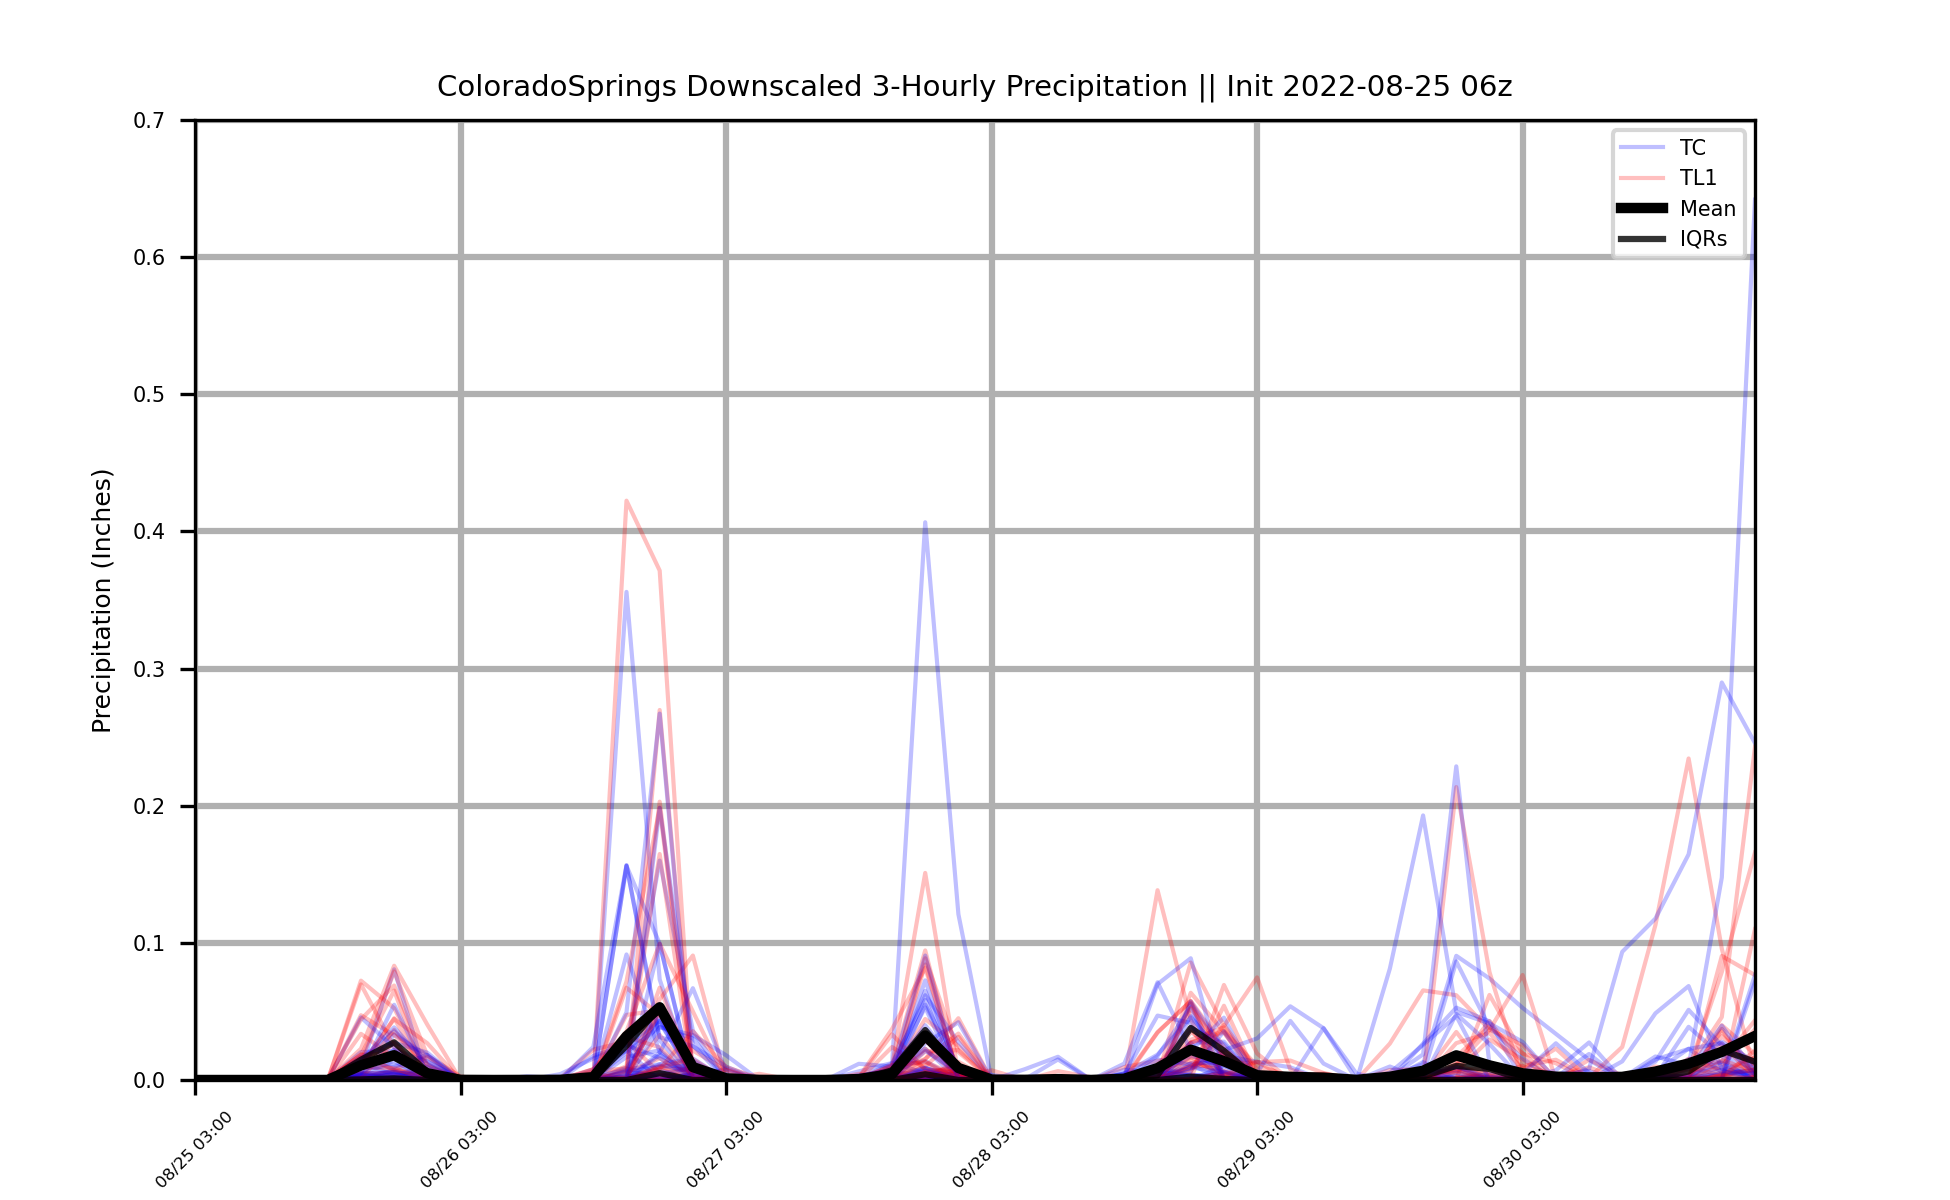 ColoradoSprings Downscaled 3-Hourly Precipitation || Init 2022-08-25 06z
TC
TL1
Mean
IQRs
Precipitation (Inches)
0.7
0.6
0.5
0.4
0.3
0.2
0.1
0.0
08/25 03:00
08/26 03:00
08/27 03:00
08/28 03:00
08/29 03:00
08/30 03:00